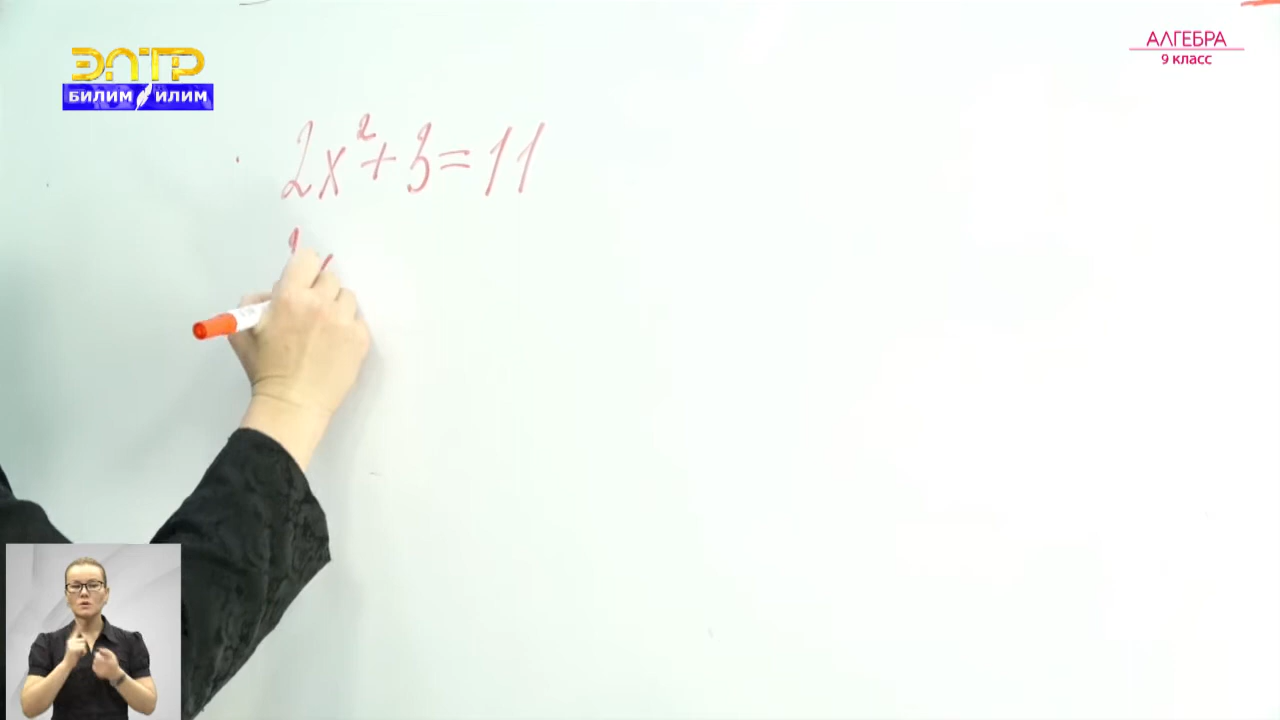 ЭЛТР
БИЛИМ ИЛИМ
АЛГЕБРА
9 класс
2x²+3=11